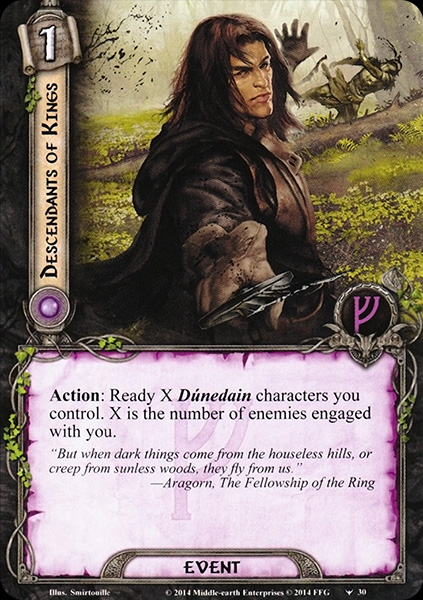 1
DESCENDANTS OF KINGS
Action: Ready X Dúnedain characters you
control. X is the number of enemies engaged
with you.
“But when dark things come from the houseless hills, or
creep from sunless woods, they fly from us.”
—Aragorn, The Fellowship of the Ring
EVENT
Illus. Smirtouille © 2014 Middle-earth Enterprises © 2014 FFG 30